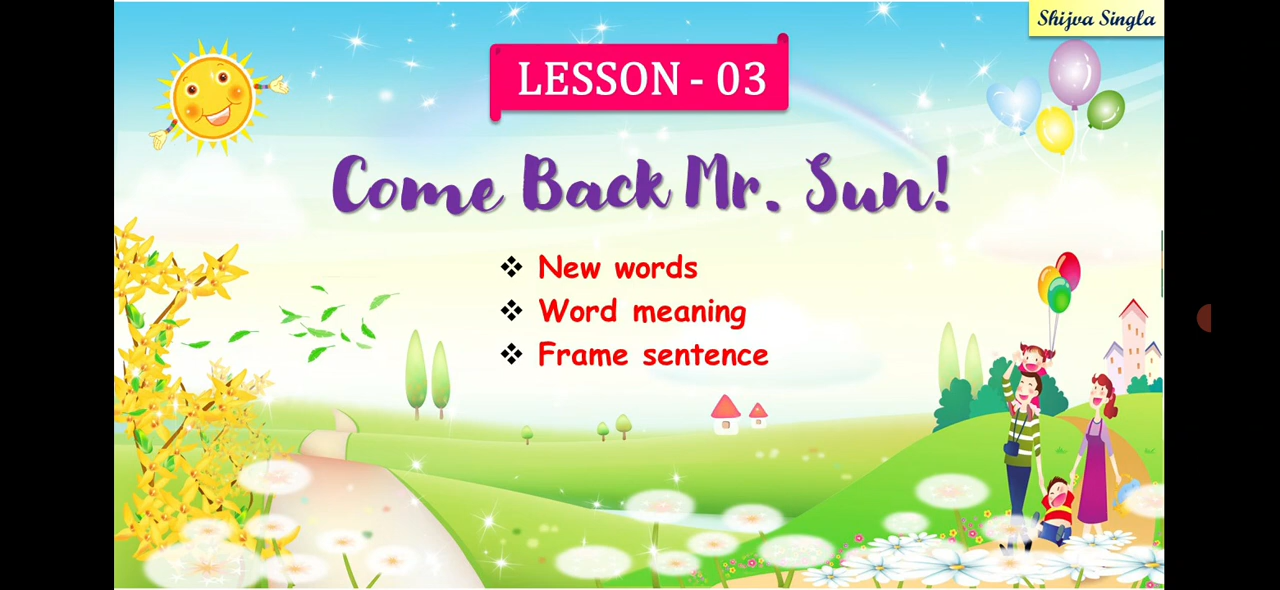 Shijva Singla
LESSON - 03
Come Back Mr. Sun!
❖ New words
❖ Word meaning
❖ Frame sentence